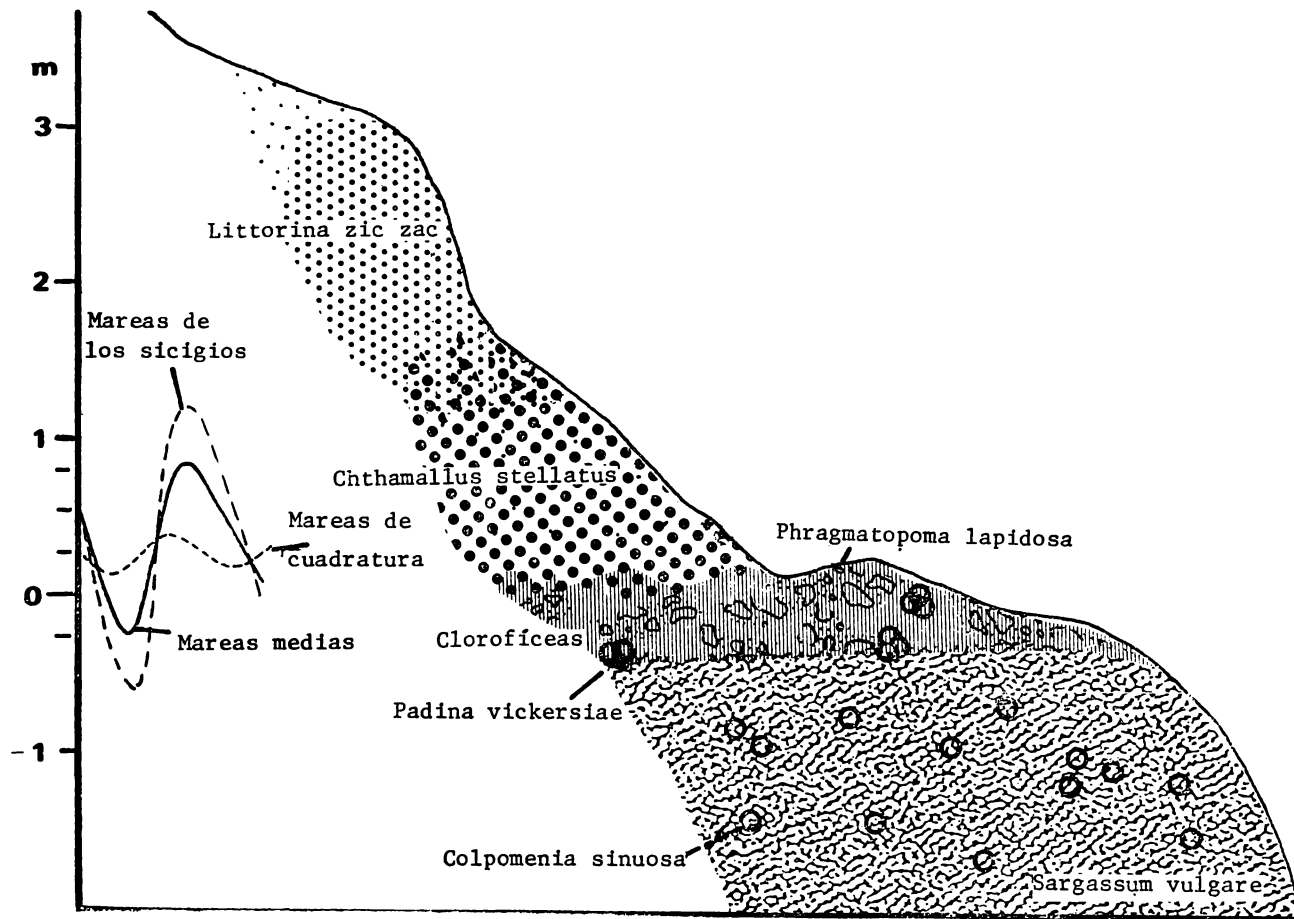 m
3
Littorina zic zac
2
Mareas de
los sicigios
1
Chthamallus stellatus
Mareas de
cuadratura
Phragmatopoma lapidosa
0
Mareas medias
Clorofíceas
Padina vickersiae
-1
Colpomenia sinuosa
Sargassum vulgare